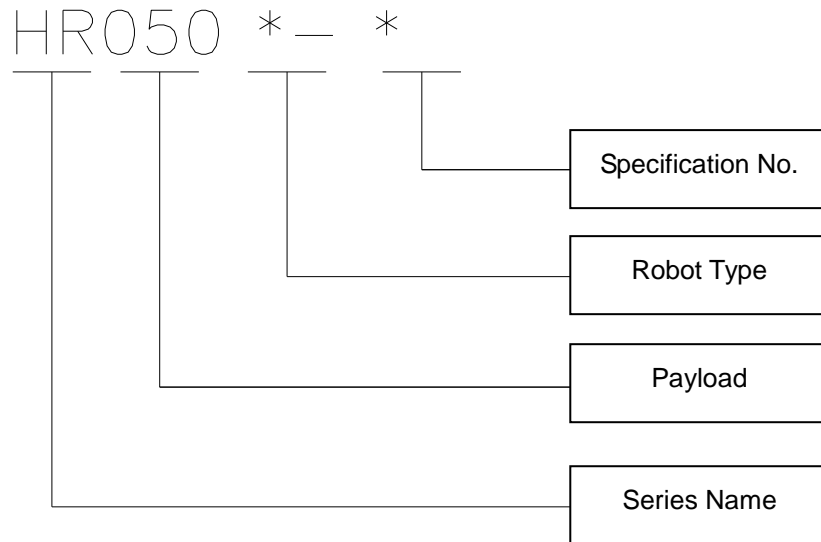 HR050 *— *
Specification No.
Robot Type
Payload
Series Name